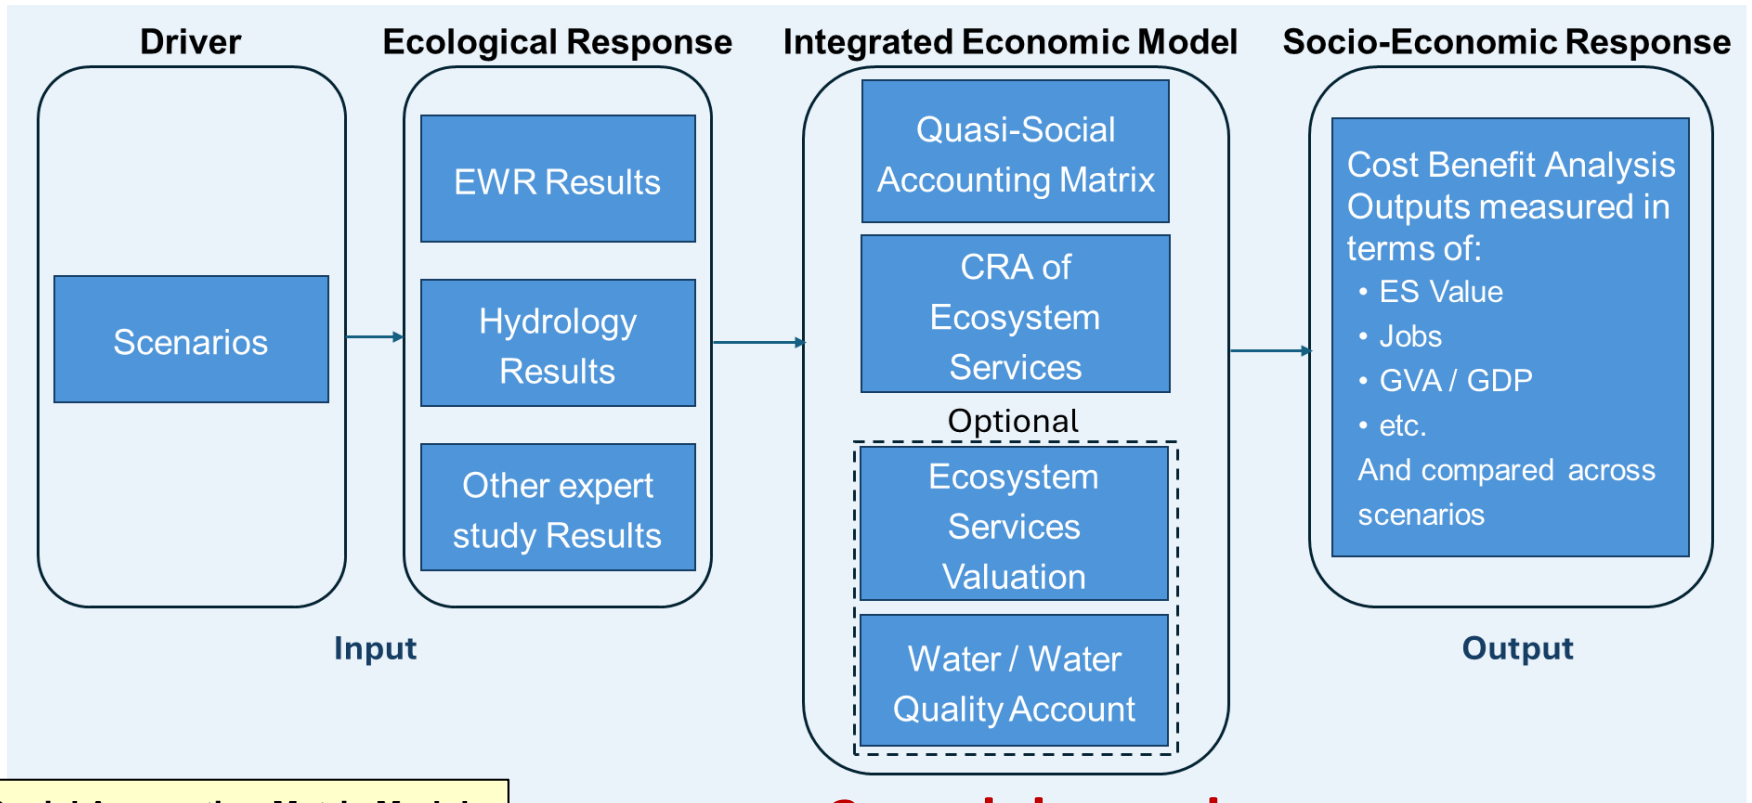 Driver
Ecological Response
Integrated Economic Model
Socio-Economic Response
Scenarios
EWR Results
Hydrology
Results
Other expert
study Results
Quasi-Social
Accounting Matrix
CRA of
Ecosystem
Services
Optional
Ecosystem
Services
Valuation
Water / Water
Quality Account
Cost Benefit Analysis
Outputs measured in
terms of:
• ES Value
• Jobs
• GVA / GDP
• etc.
And compared across
scenarios
Input
Output